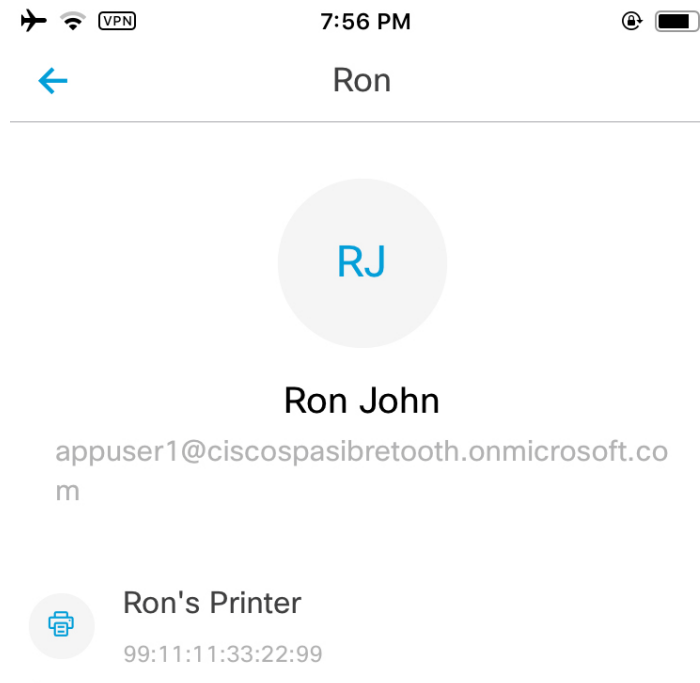 VPN
7:56 PM
Ron
RJ
Ron John
appuser1@ciscospasibretooth.onmicrosoft.co
m
Ron's Printer
99:11:11:33:22:99